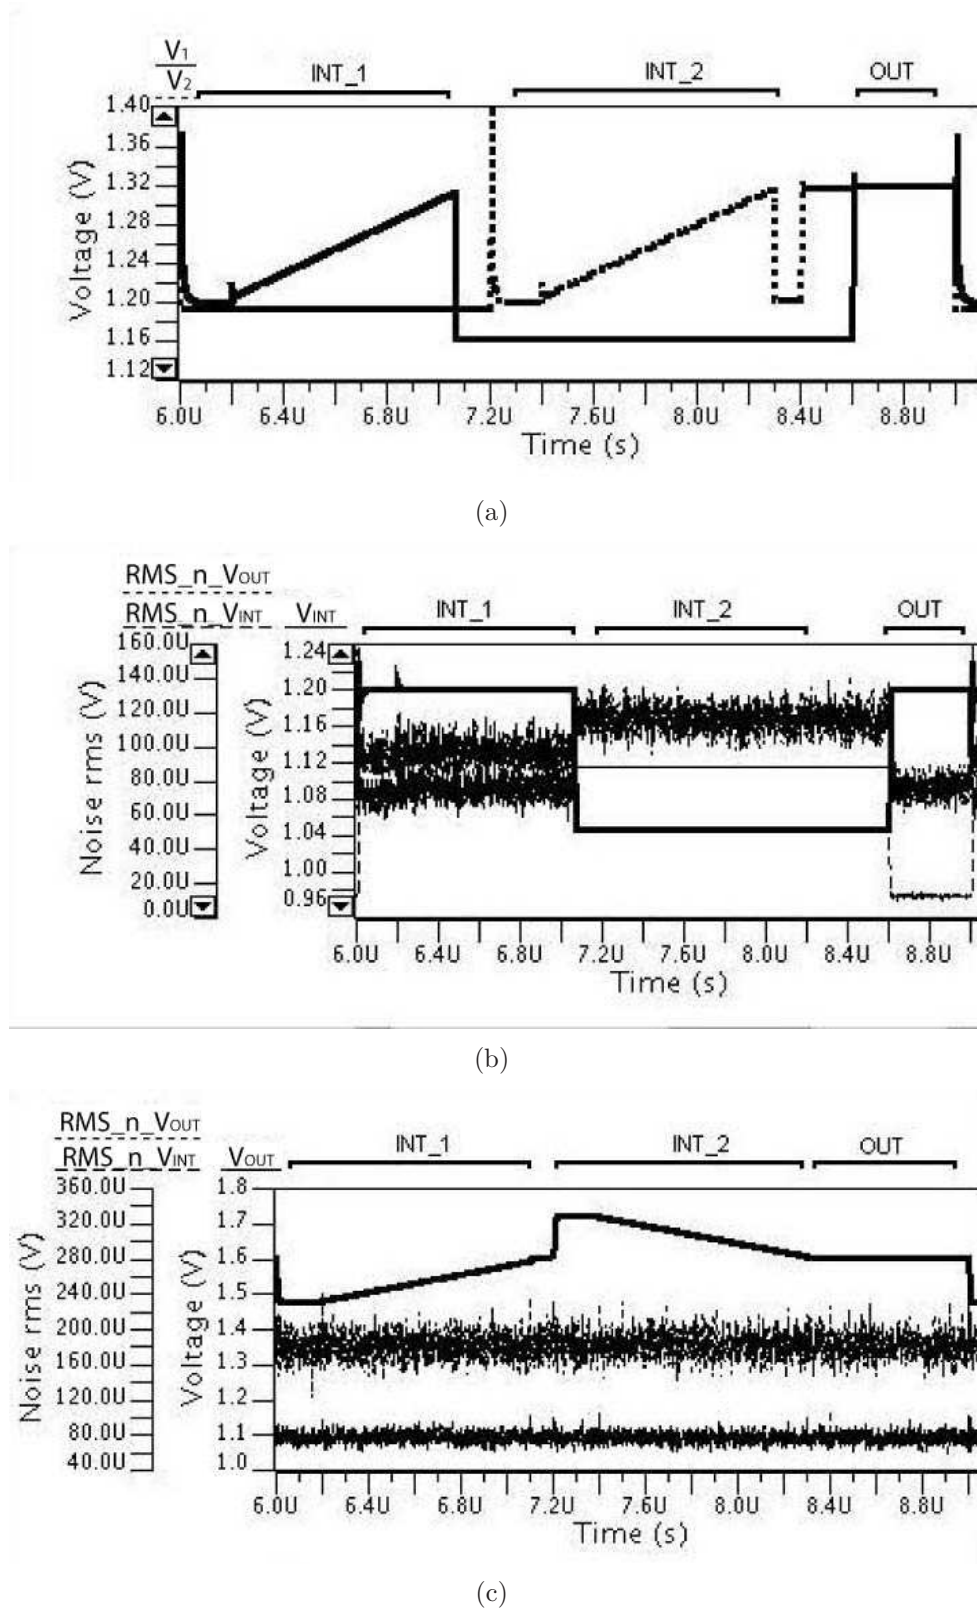 V1
V2
INT_1 INT_2 OUT
1.40
1.36
1.32
1.28
1.24
1.20
1.16
1.12
Voltage (V)
6.0U 6.4U 6.8U 7.2U 7.6U 8.0U 8.4U 8.8U
Time (s)
(a)
RMS_n_VOUT
RMS_n_VINT VINT
INT_1 INT_2 OUT
160.0U
140.0U
120.0U
100.0U
80.0U
60.0U
40.0U
20.0U
0.0U
Noise rms (V)
1.24
1.20
1.16
1.12
1.08
1.04
1.00
0.96
Voltage (V)
6.0U 6.4U 6.8U 7.2U 7.6U 8.0U 8.4U 8.8U
Time (s)
(b)
RMS_n_VOUT
RMS_n_VINT VOUT
INT_1 INT_2 OUT
360.0U
320.0U
280.0U
240.0U
200.0U
160.0U
120.0U
80.0U
40.0U
Noise rms (V)
1.8
1.7
1.6
1.5
1.4
1.3
1.2
1.1
1.0
Voltage (V)
6.0U 6.4U 6.8U 7.2U 7.6U 8.0U 8.4U 8.8U
Time (s)
(c)